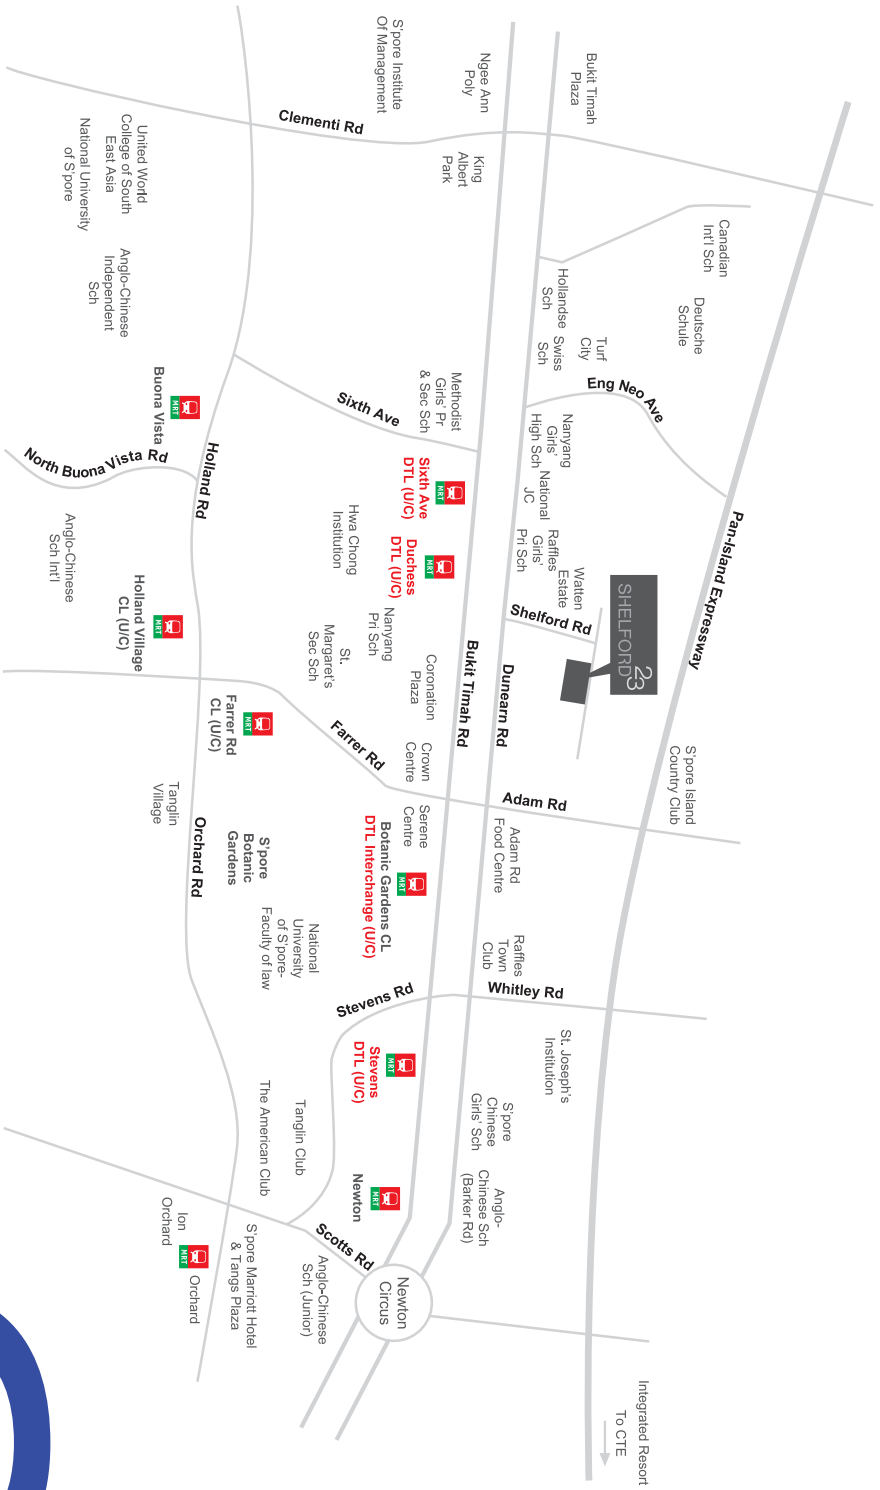 S'pore Institute
Of Management
Ngee Ann
Poly
Bukit Timah
Plaza
Clementi Rd
King
Albert
Park
United World
College of South
East Asia
National University
of S'pore
Anglo-Chinese
Independent
Sch
Canadian
Int'l Sch
Deutsche
Schule
Hollandse
Sch
Swiss
Sch
Turf
City
Eng Neo Ave
Methodist
Girls' Pr
& Sec Sch
Sixth Ave
Buona Vista
MRT
North Buona Vista Rd
Holland Rd
Nanyang
Girls'
High Sch
National
JC
Raffles
Girls'
Pri Sch
Sixth Ave
DTL (U/C)
MRT
Duchess
DTL (U/C)
MRT
Hwa Chong
Institution
Pan-Island Expressway
Watten
Estate
Shelford Rd
SHELFORD
23
Anglo-Chinese
Sch Int'l
Holland Village
CL (U/C)
MRT
Nanyang
Pri Sch
St.
Margaret's
Sec Sch
Coronation
Plaza
Bukit Timah Rd
Dunearn Rd
Farrer Rd
CL (U/C)
MRT
Farrer Rd
Crown
Centre
Adam Rd
S'pore Island
Country Club
Tanglin
Village
Orchard Rd
S'pore
Botanic
Gardens
Serene
Centre
Botanic Gardens CL
DTL Interchange (U/C)
MRT
Adam Rd
Food Centre
National
University
of S'pore-
Faculty of law
Raffles
Town
Club
Stevens Rd
Whitley Rd
Stevens
DTL (U/C)
MRT
St. Joseph's
Institution
The American Club
Tanglin Club
S'pore
Chinese
Girls' Sch
Anglo-
Chinese Sch
(Barker Rd)
Newton
MRT
Ion
Orchard
MRT
Orchard
S'pore Marriott Hotel
& Tangs Plaza
Scotts Rd
Anglo-Chinese
Sch (Junior)
Newton
Circus
Integrated Resort
To CTE